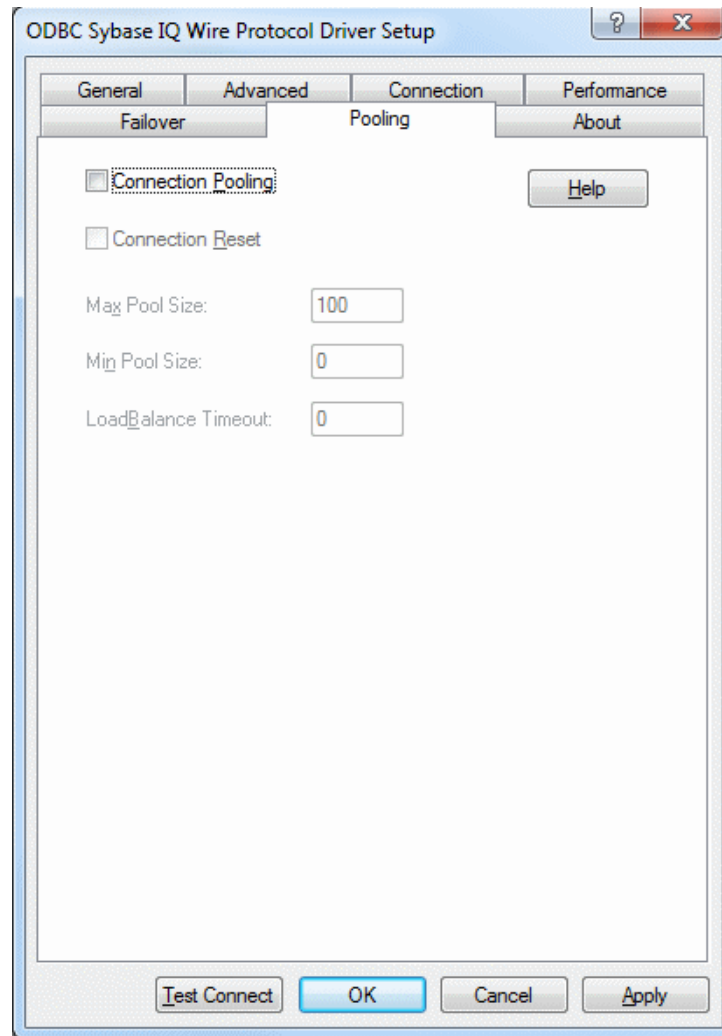 ODBC Sybase IQ Wire Protocol Driver Setup
General Advanced Connection Performance
Failover Pooling About
Connection Pooling
Help
Connection Reset
Max Pool Size: 100
Min Pool Size: 0
LoadBalance Timeout: 0
Test Connect OK Cancel Apply